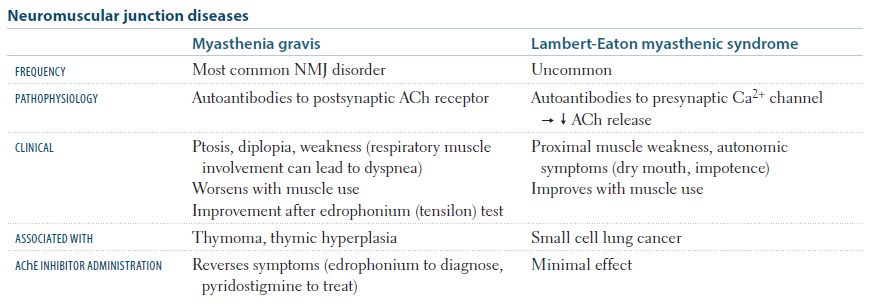 Neuromuscular junction diseases
Myasthenia gravis Lambert-Eaton myasthenic syndrome
FREQUENCY Most common NMJ disorder Uncommon
PATHOPHYSIOLOGY Autoantibodies to postsynaptic ACh receptor Autoantibodies to presynaptic Ca²⁺ channel
→ ↓ ACh release
CLINICAL Ptosis, diplopia, weakness (respiratory muscle Proximal muscle weakness, autonomic
involvement can lead to dyspnea) symptoms (dry mouth, impotence)
Worsens with muscle use Improves with muscle use
Improvement after edrophonium (tensilon) test
ASSOCIATED WITH Thymoma, thymic hyperplasia Small cell lung cancer
AChE INHIBITOR ADMINISTRATION Reverses symptoms (edrophonium to diagnose, Minimal effect
pyridostigmine to treat)